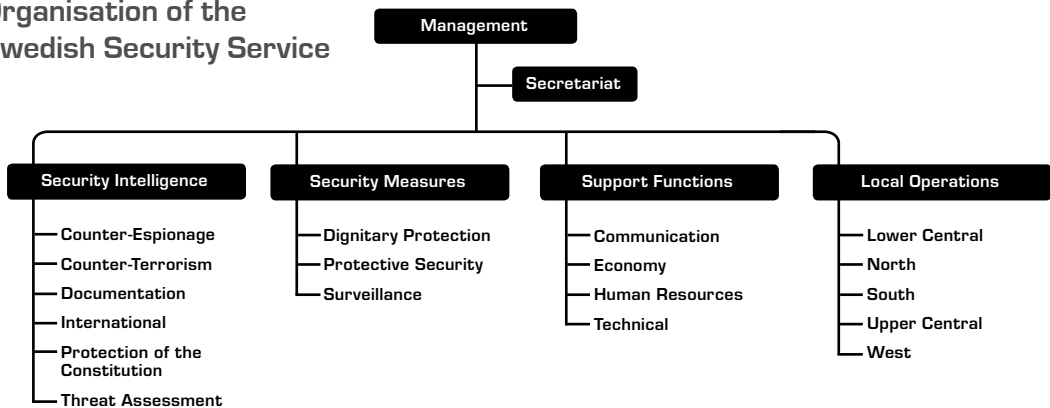 rganisation of the
wedish Security Service
Management
Secretariat
Security Intelligence
Counter-Espionage
Counter-Terrorism
Documentation
International
Protection of the
Constitution
Threat Assessment
Security Measures
Dignitary Protection
Protective Security
Surveillance
Support Functions
Communication
Economy
Human Resources
Technical
Local Operations
Lower Central
North
South
Upper Central
West